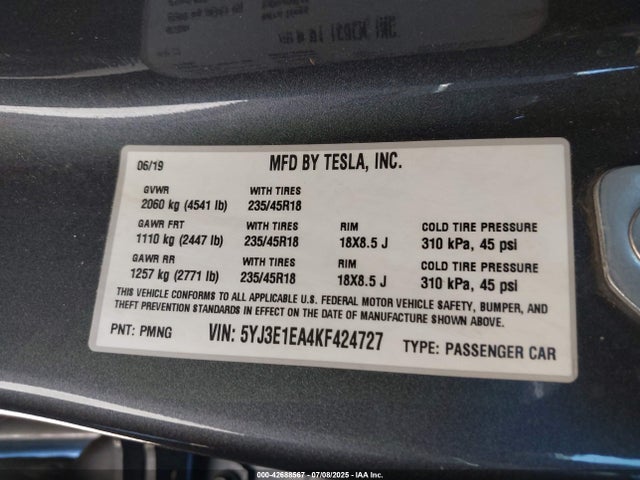 06/19 MFD BY TESLA, INC.
GVWR WITH TIRES
2060 kg (4541 lb) 235/45R18
GAWR FRT WITH TIRES RIM COLD TIRE PRESSURE
1110 kg (2447 lb) 235/45R18 18X8.5 J 310 kPa, 45 psi
GAWR RR WITH TIRES RIM COLD TIRE PRESSURE
1257 kg (2771 lb) 235/45R18 18X8.5 J 310 kPa, 45 psi
THIS VEHICLE CONFORMS TO ALL APPLICABLE U.S. FEDERAL MOTOR VEHICLE SAFETY, BUMPER, AND
THEFT PREVENTION STANDARDS IN EFFECT ON THE DATE OF MANUFACTURE SHOWN ABOVE.
PNT: PMNG VIN: 5YJ3E1EA4KF424727 TYPE: PASSENGER CAR
000-42688567 - 07/08/2025 - IAA Inc.